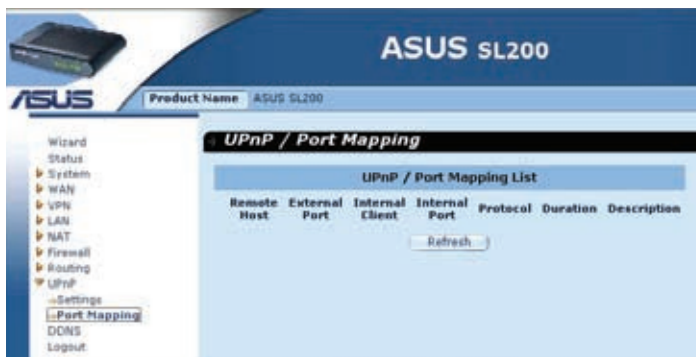 ASUS SL200
ASUS
Product Name ASUS SL200
Wizard
Status
System
WAN
VPN
LAN
NAT
Firewall
Routing
UPnP
Settings
Port Mapping
DDNS
Logout
UPnP / Port Mapping
UPnP / Port Mapping List
Remote Host External Port Internal Client Internal Port Protocol Duration Description
Refresh